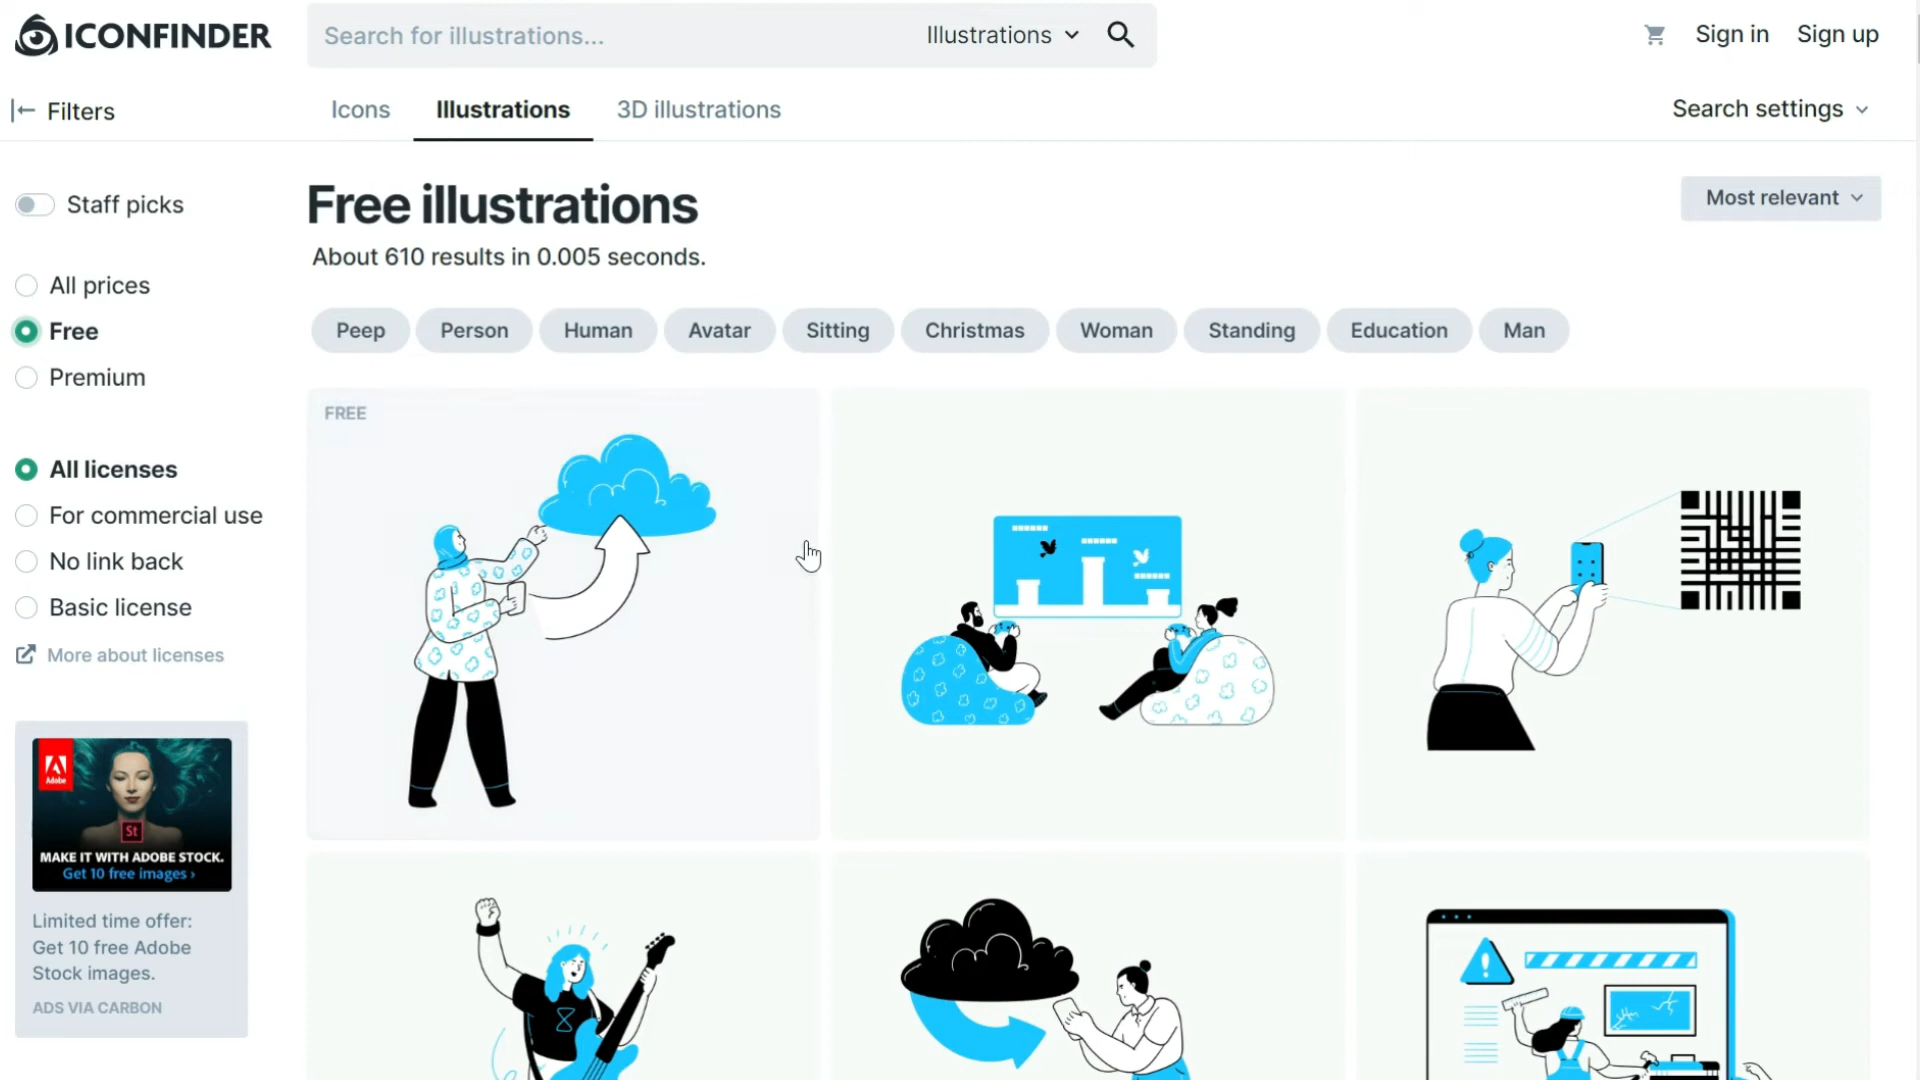 ICONFINDER
Search for illustrations...
Illustrations
Sign in
Sign up
Filters
Icons
Illustrations
3D illustrations
Search settings
Staff picks
Free illustrations
Most relevant
About 610 results in 0.005 seconds.
All prices
Free
Premium
Peep
Person
Human
Avatar
Sitting
Christmas
Woman
Standing
Education
Man
FREE
All licenses
For commercial use
No link back
Basic license
More about licenses
Adobe
St
MAKE IT WITH ADOBE STOCK.
Get 10 free images ›
Limited time offer:
Get 10 free Adobe
Stock images.
ADS VIA CARBON